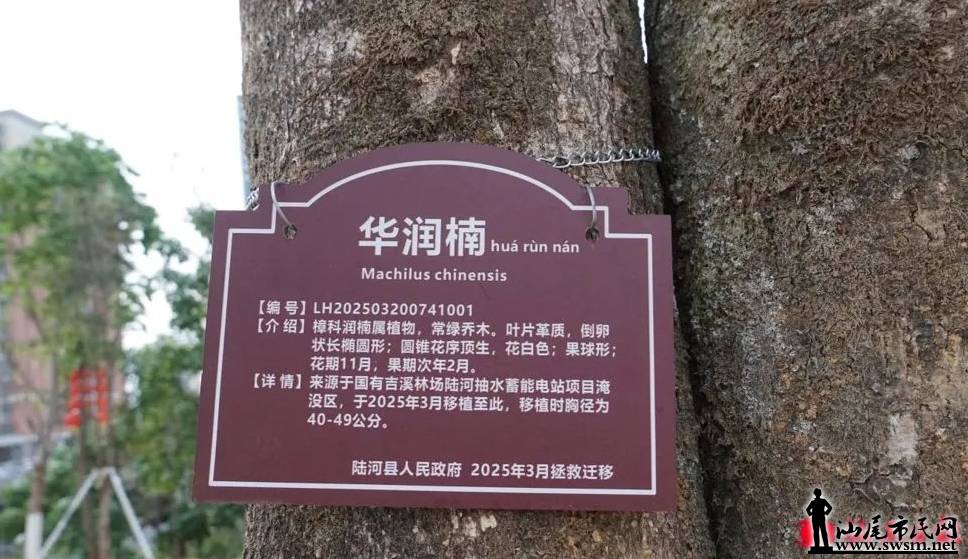 华润楠 huá rùn nán
Machilus chinensis
【编 号】LH202503200741001
【介 绍】樟科润楠属植物，常绿乔木。叶片革质，倒卵
状长椭圆形；圆锥花序顶生，花白色；果球形；
花期11月，果期次年2月。
【详 情】来源于国有吉溪林场陆河抽水蓄能电站项目淹
没区，于2025年3月移植至此，移植时胸径为
40-49公分。
陆河县人民政府 2025年3月拯救迁移
汕尾市民网
www.swsm.net